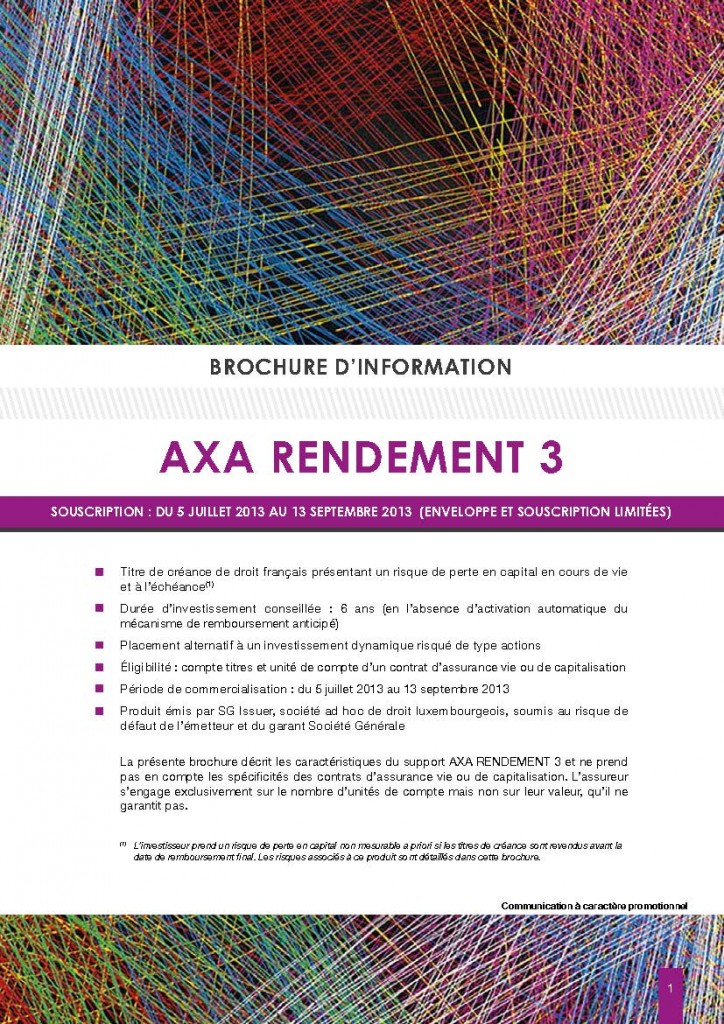 BROCHURE D'INFORMATION
AXA RENDEMENT 3
SOUSCRIPTION : DU 5 JUILLET 2013 AU 13 SEPTEMBRE 2013 (ENVELOPPE ET SOUSCRIPTION LIMITÉES)
■ Titre de créance de droit français présentant un risque de perte en capital en cours de vie
et à l'échéance(1)
■ Durée d'investissement conseillée : 6 ans (en l'absence d'activation automatique du
mécanisme de remboursement anticipé)
■ Placement alternatif à un investissement dynamique risqué de type actions
■ Éligibilité : compte titres et unité de compte d'un contrat d'assurance vie ou de capitalisation
■ Période de commercialisation : du 5 juillet 2013 au 13 septembre 2013
■ Produit émis par SG Issuer, société ad hoc de droit luxembourgeois, soumis au risque de
défaut de l'émetteur et du garant Société Générale
La présente brochure décrit les caractéristiques du support AXA RENDEMENT 3 et ne prend
pas en compte les spécificités des contrats d'assurance vie ou de capitalisation. L'assureur
s'engage exclusivement sur le nombre d'unités de compte mais non sur leur valeur, qu'il ne
garantit pas.
(1) L'investisseur prend un risque de perte en capital non mesurable a priori si les titres de créance sont revendus avant la
date de remboursement final. Les risques associés à ce produit sont détaillés dans cette brochure.
Communication à caractère promotionnel
1